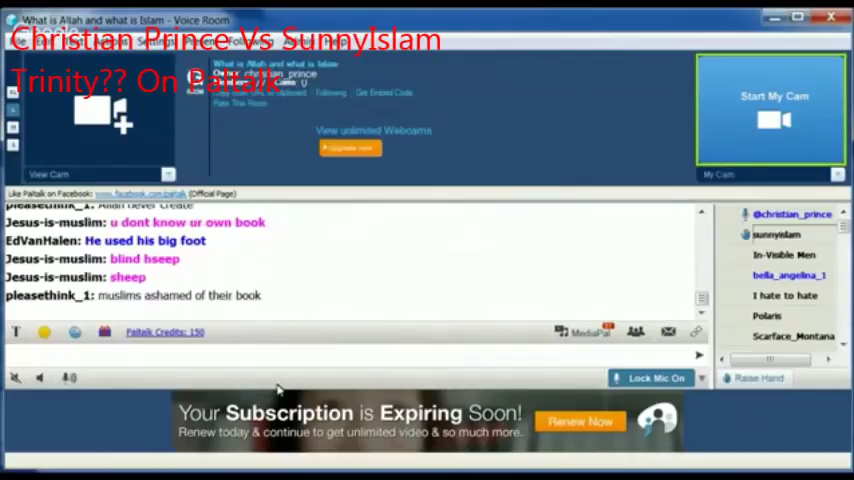 What is Allah and what is Islam - Voice Room
Christian Prince Vs SunnyIslam
Trinity?? On Paltalk
What is Allah and what is Islam
christian_prince
Following | Get Embed Code
Rate This Room
View unlimited Webcams
Upgrade now
Start My Cam
View Cam
My Cam
Like Paltalk on Facebook: www.facebook.com/paltalk (Official Page)
pleasethink_1: Allah never create
Jesus-is-muslim: u dont know ur own book
EdVanHalen: He used his big foot
Jesus-is-muslim: blind hseep
Jesus-is-muslim: sheep
pleasethink_1: muslims ashamed of their book
@christian_prince
sunnyislam
In-Visible Men
bella_angelina_1
I hate to hate
Polaris
Scarface_Montana
T
Paltalk Credits: 150
MediaPal
Lock Mic On
Raise Hand
Your Subscription is Expiring Soon!
Renew today & continue to get unlimited video & so much more.
Renew Now